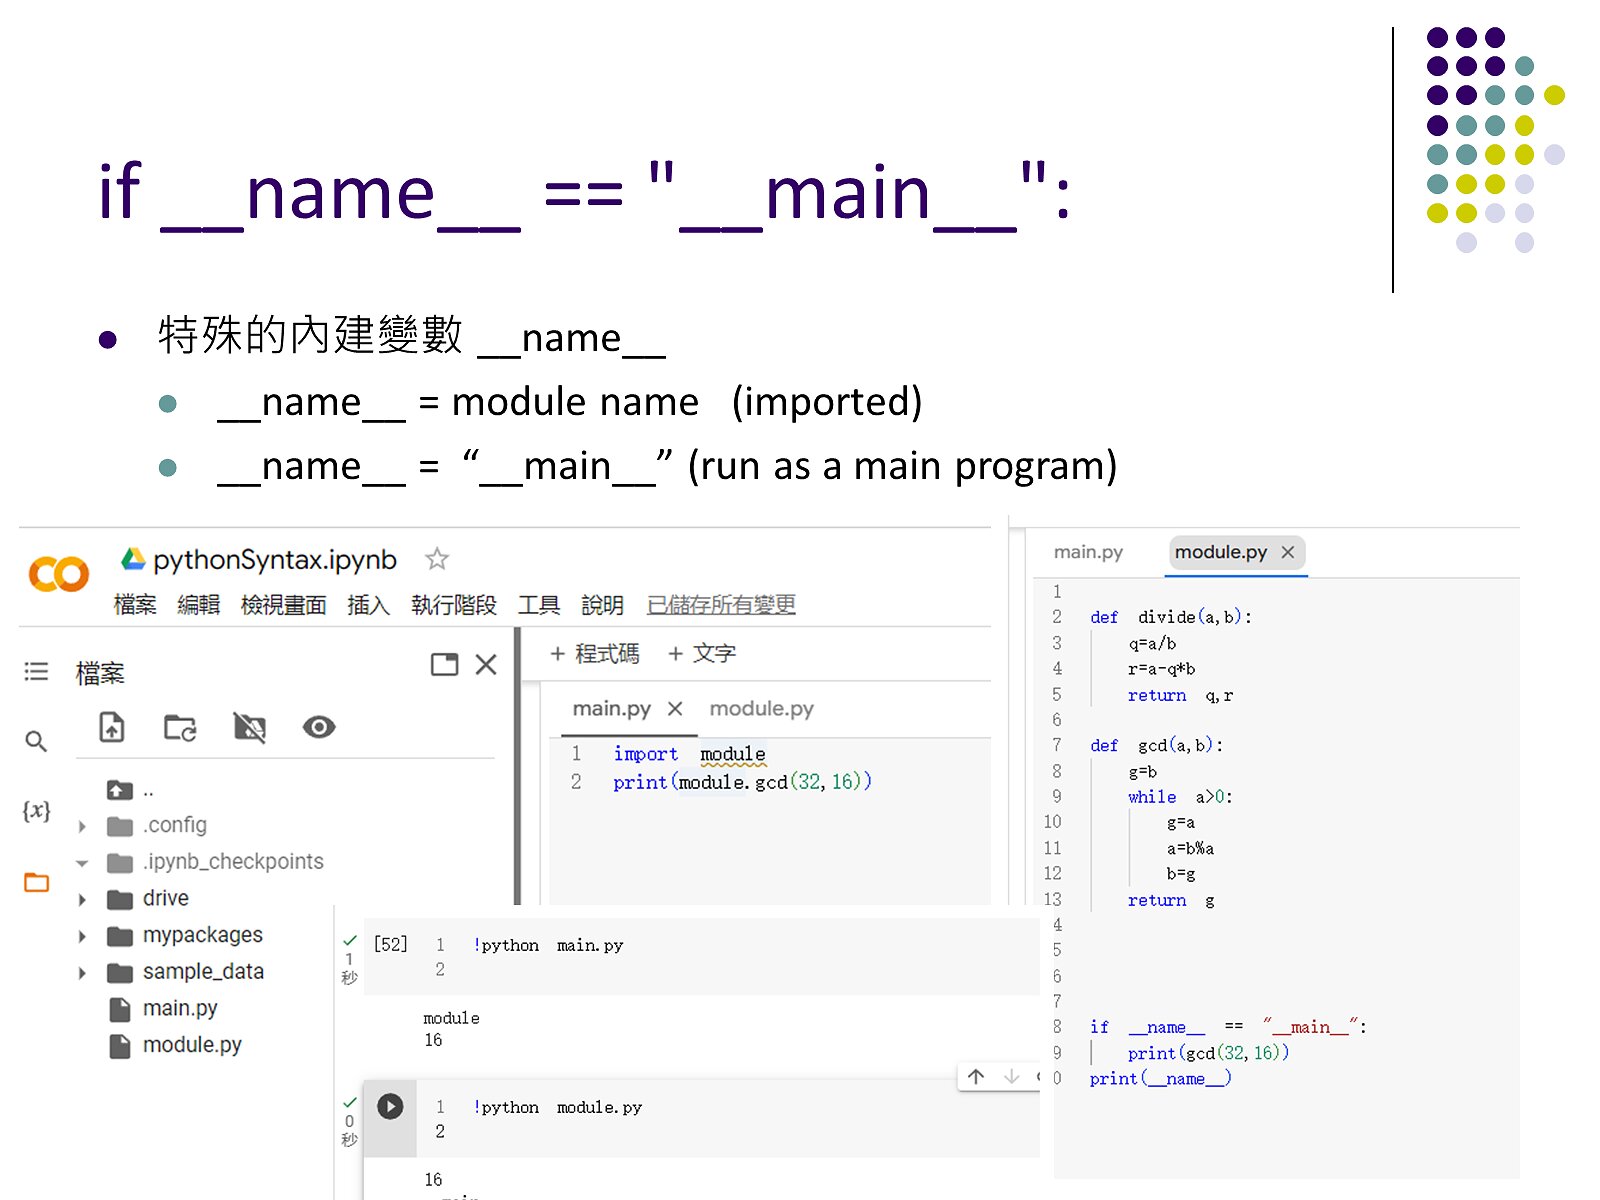 if __name__ == "__main__":
特殊的內建變數 __name__
__name__ = module name (imported)
__name__ = “__main__” (run as a main program)
pythonSyntax.ipynb
檔案 編輯 檢視畫面 插入 執行階段 工具 說明 已儲存所有變更
檔案
..
.config
.ipynb_checkpoints
drive
mypackages
sample_data
main.py
module.py
{x}
+ 程式碼 + 文字
main.py module.py
1 import module
2 print(module.gcd(32,16))
1秒
[52] 1 !python main.py
2
module
16
0秒
1 !python module.py
2
16
main.py module.py
1
2 def divide(a,b):
3 q=a/b
4 r=a-q*b
5 return q,r
6
7 def gcd(a,b):
8 g=b
9 while a>0:
10 g=a
11 a=b%a
12 b=g
13 return g
4
5
6
7
8 if __name__ == "__main__":
9 print(gcd(32,16))
0 print(__name__)